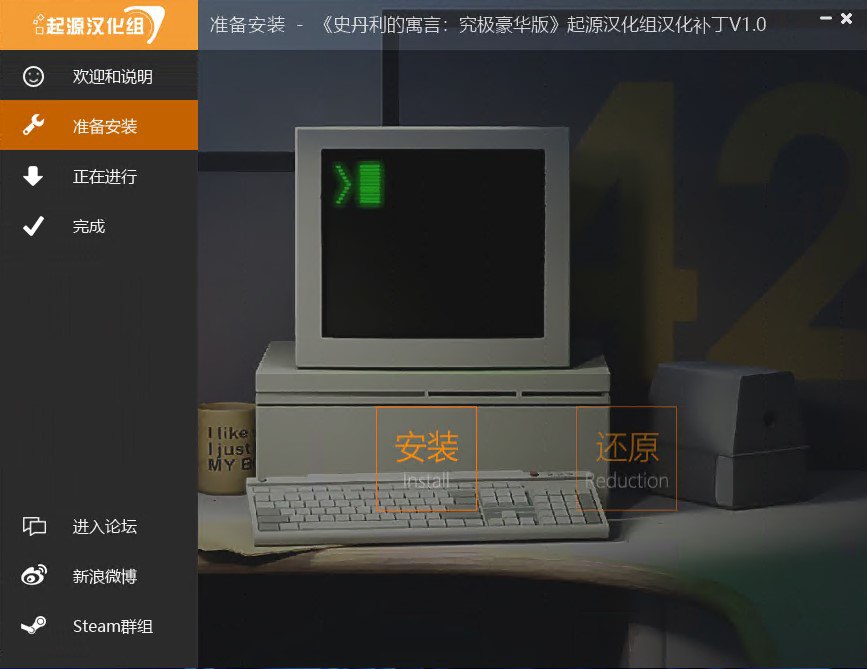 起源汉化组
准备安装 - 《史丹利的寓言：究极豪华版》起源汉化组汉化补丁V1.0
欢迎和说明
准备安装
正在进行
完成
进入论坛
新浪微博
Steam群组
42
I like
I just
MY B
安装
Install
还原
Reduction